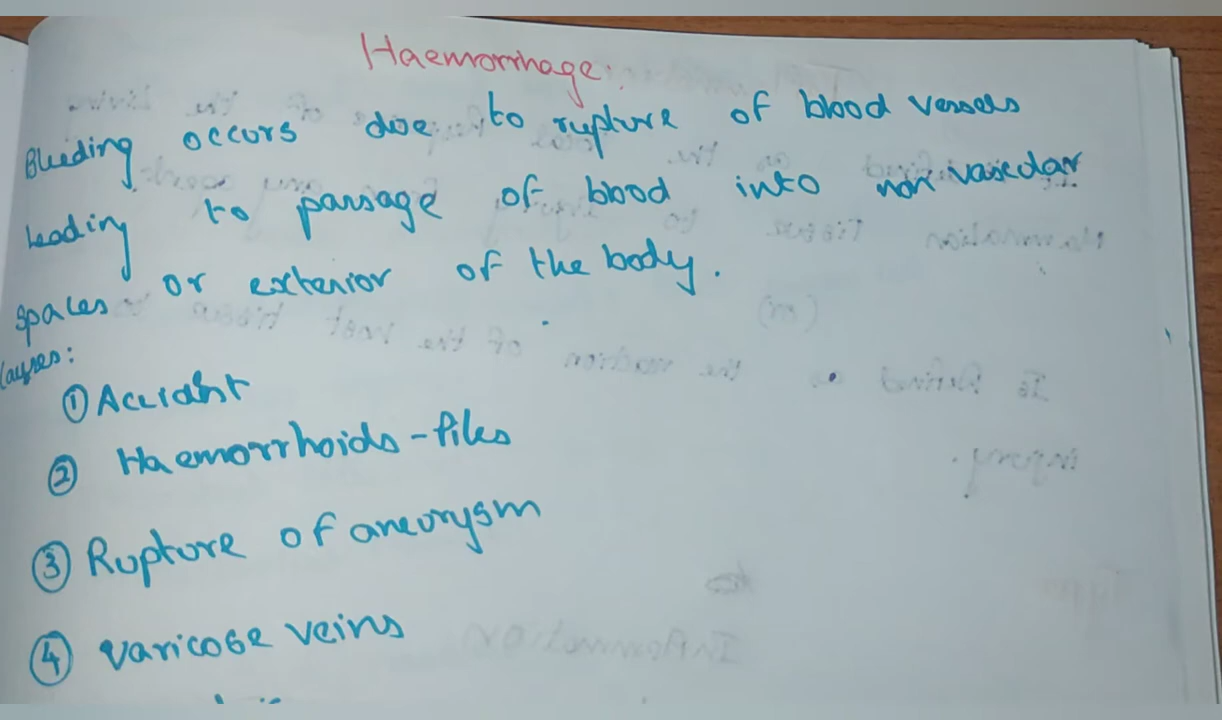 Haemorrhage:
Bleeding occurs due to rupture of blood vessels
leading to passage of blood into non vascular
spaces or exterior of the body.
Causes:
① Accident
② Haemorrhoids - Piles
③ Rupture of aneurysm
④ Varicose veins